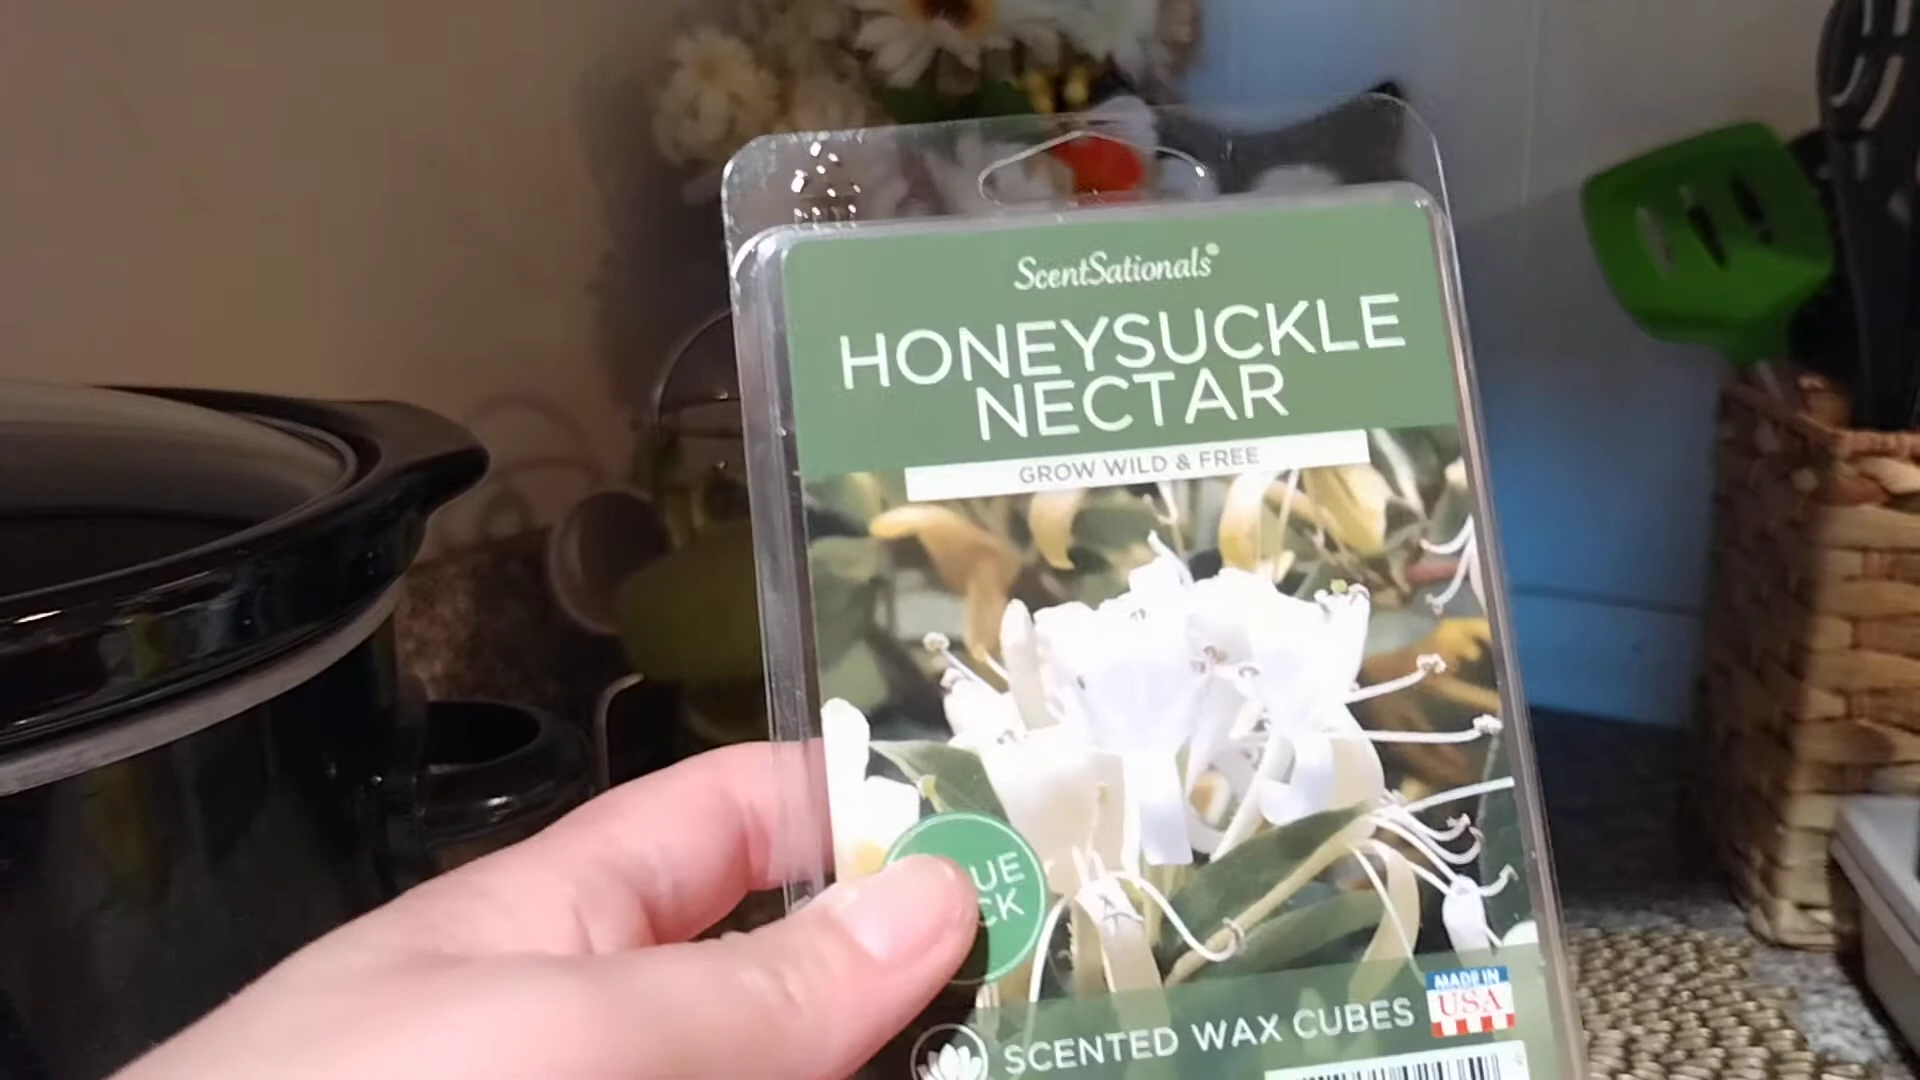 ScentSationals
HONEYSUCKLE
NECTAR
GROW WILD & FREE
MADE IN
USA
SCENTED WAX CUBES